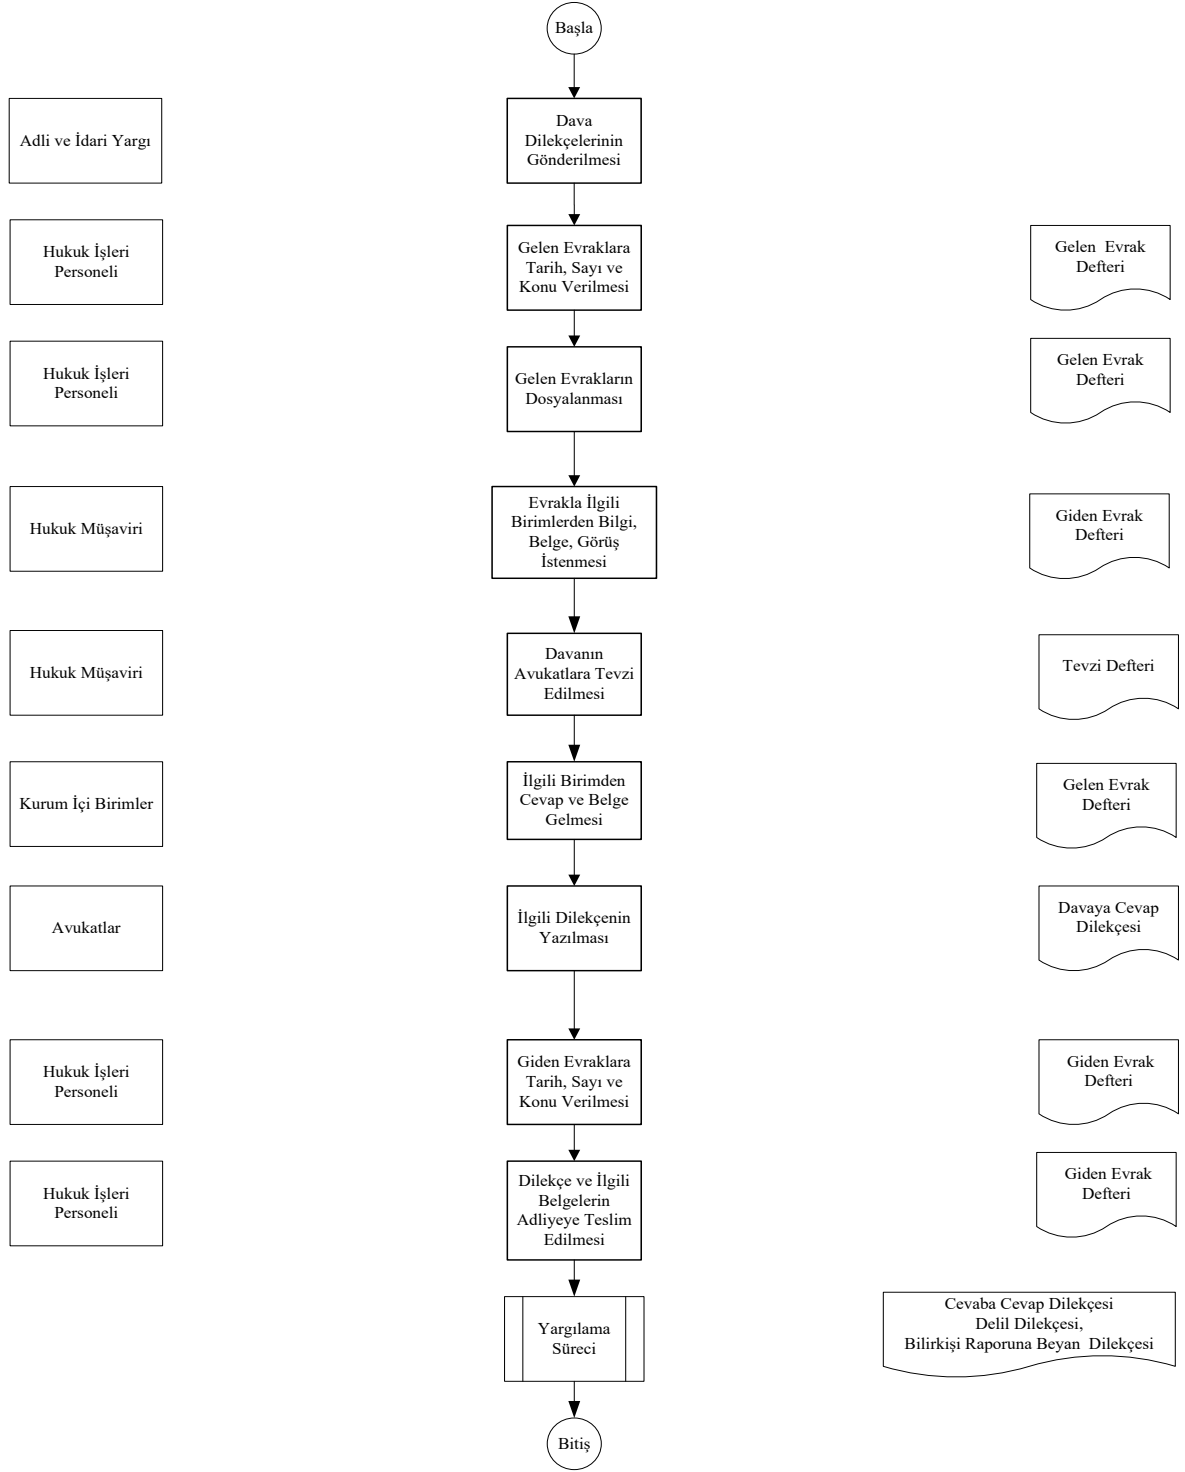 Başla
Adli ve İdari Yargı
Dava
Dilekçelerinin
Gönderilmesi
Hukuk İşleri
Personeli
Gelen Evraklara
Tarih, Sayı ve
Konu Verilmesi
Gelen  Evrak
Defteri
Hukuk İşleri
Personeli
Gelen Evrakların
Dosyalanması
Gelen Evrak
Defteri
Hukuk Müşaviri
Evrakla İlgili
Birimlerden Bilgi,
Belge, Görüş
İstenmesi
Giden Evrak
Defteri
Hukuk Müşaviri
Davanın
Avukatlara Tevzi
Edilmesi
Tevzi Defteri
Kurum İçi Birimler
İlgili Birimden
Cevap ve Belge
Gelmesi
Gelen Evrak
Defteri
Avukatlar
İlgili Dilekçenin
Yazılması
Davaya Cevap
Dilekçesi
Hukuk İşleri
Personeli
Giden Evraklara
Tarih, Sayı ve
Konu Verilmesi
Giden Evrak
Defteri
Hukuk İşleri
Personeli
Dilekçe ve İlgili
Belgelerin
Adliyeye Teslim
Edilmesi
Giden Evrak
Defteri
Yargılama
Süreci
Cevaba Cevap Dilekçesi
Delil Dilekçesi,
Bilirkişi Raporuna Beyan  Dilekçesi
Bitiş